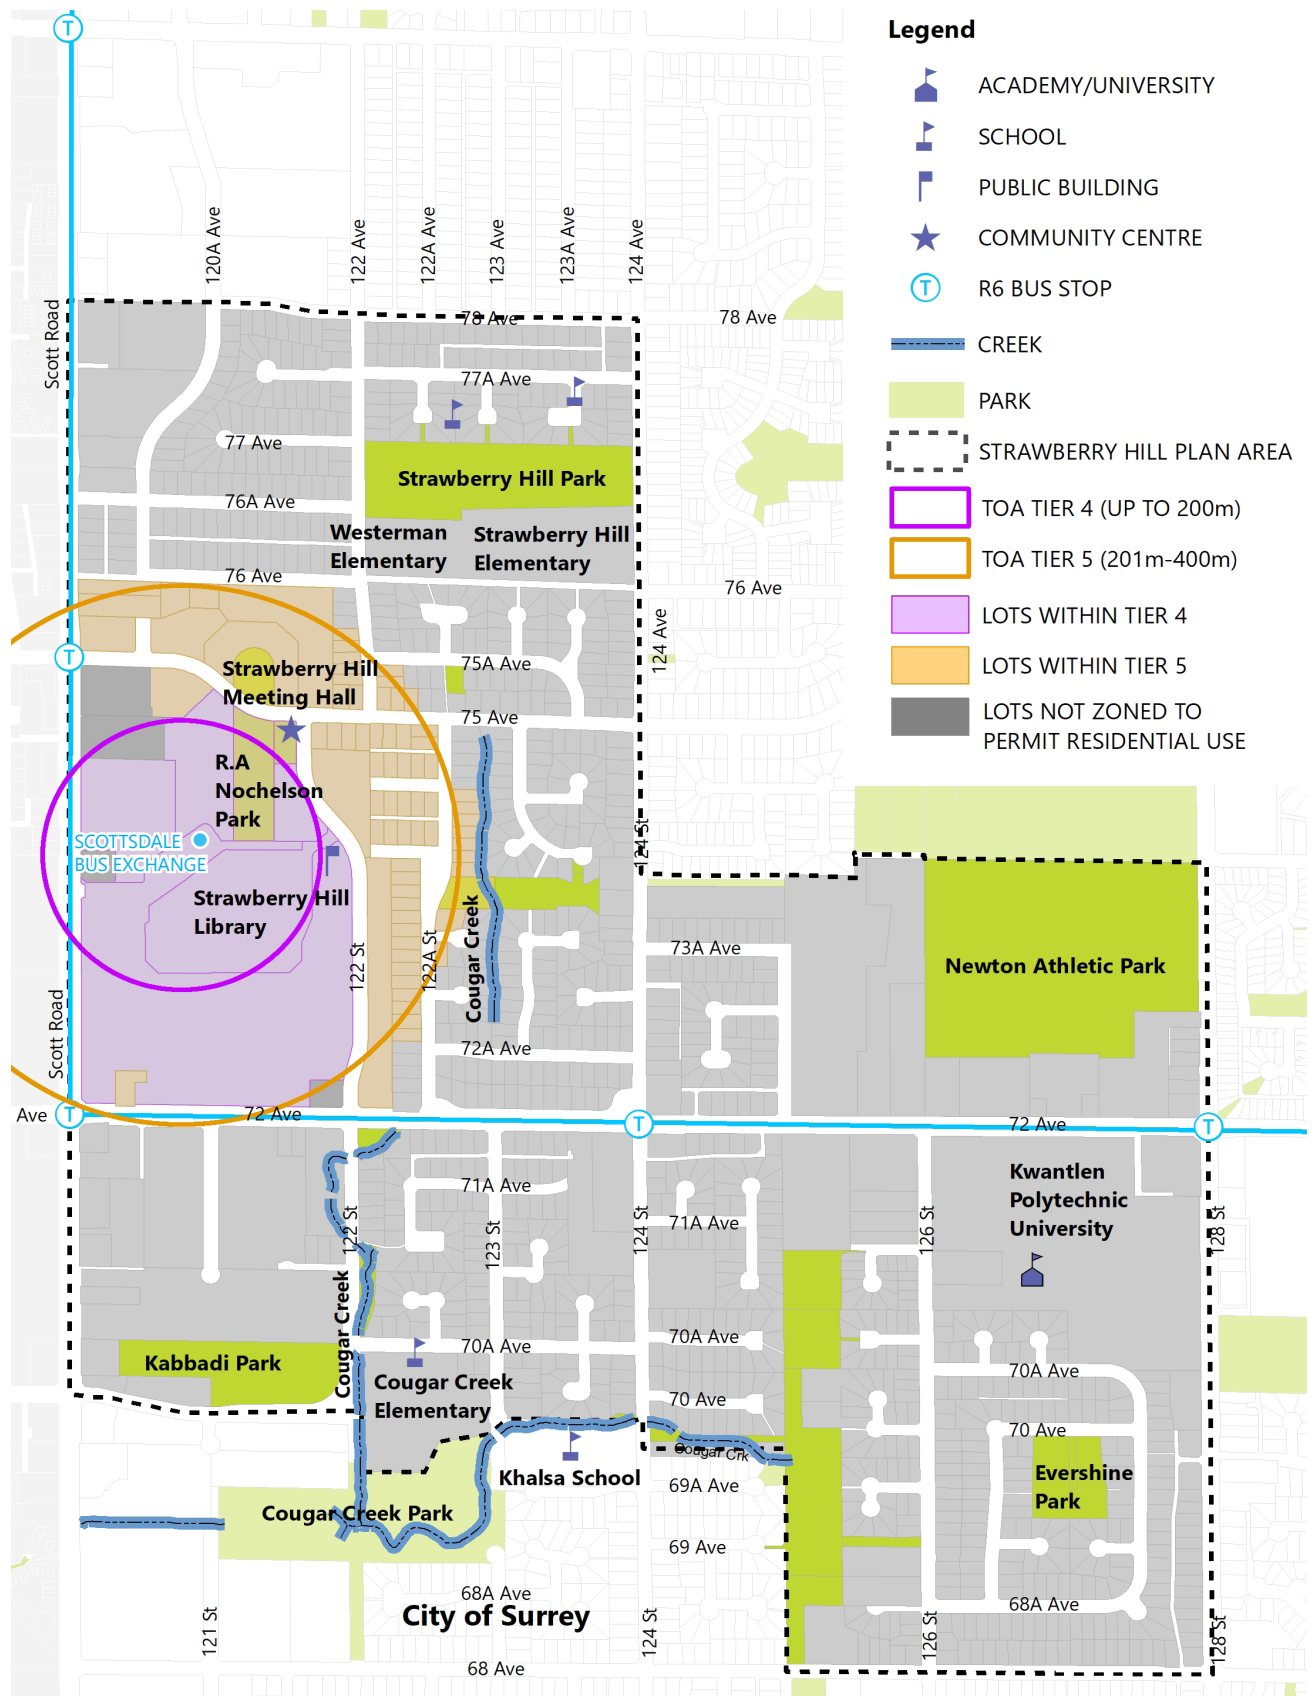 T
Legend
ACADEMY/UNIVERSITY
SCHOOL
PUBLIC BUILDING
COMMUNITY CENTRE
T
R6 BUS STOP
CREEK
PARK
STRAWBERRY HILL PLAN AREA
TOA TIER 4 (UP TO 200m)
TOA TIER 5 (201m-400m)
LOTS WITHIN TIER 4
LOTS WITHIN TIER 5
LOTS NOT ZONED TO
PERMIT RESIDENTIAL USE
120A Ave
122 Ave
122A Ave
123 Ave
123A Ave
124 Ave
Scott Road
78 Ave
78 Ave
77A Ave
77 Ave
Strawberry Hill Park
76A Ave
Westerman
Elementary
Strawberry Hill
Elementary
76 Ave
76 Ave
124 Ave
T
75A Ave
Strawberry Hill
Meeting Hall
75 Ave
R.A
Nochelson
Park
SCOTTSDALE
BUS EXCHANGE
124 St
Strawberry Hill
Library
122 St
122A St
Cougar Creek
73A Ave
Newton Athletic Park
Scott Road
72A Ave
Ave
T
72 Ave
T
72 Ave
T
Kwantlen
Polytechnic
University
71A Ave
71A Ave
122 St
123 St
124 St
126 St
128 St
Cougar Creek
70A Ave
70A Ave
70A Ave
Kabbadi Park
Cougar Creek
Elementary
70 Ave
70 Ave
Cougar Crk
Khalsa School
69A Ave
Evershine
Park
Cougar Creek Park
69 Ave
68A Ave
68A Ave
City of Surrey
121 St
124 St
126 St
128 St
68 Ave